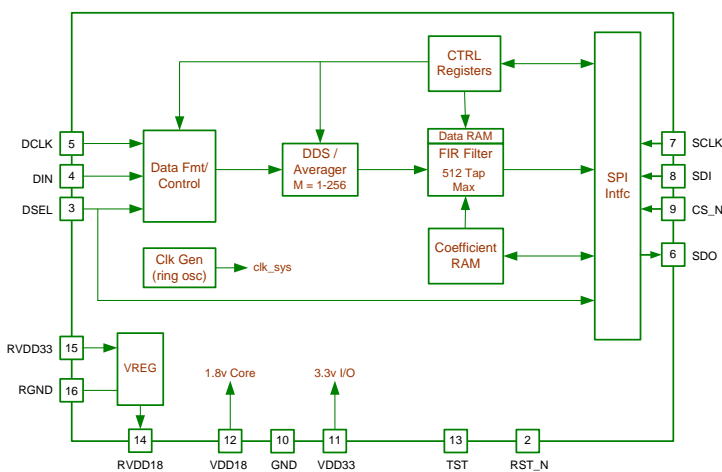 CTRL
Registers
DCLK
5
DIN
4
DSEL
3
Data Fmt/
Control
DDS /
Averager
M = 1-256
Data RAM
FIR Filter
512 Tap
Max
SPI
Intfc
7
SCLK
8
SDI
9
CS_N
6
SDO
Clk Gen
(ring osc)
clk_sys
Coefficient
RAM
RVDD33
15
RGND
16
VREG
1.8v Core
3.3v I/O
14
12
10
11
13
2
RVDD18
VDD18
GND
VDD33
TST
RST_N